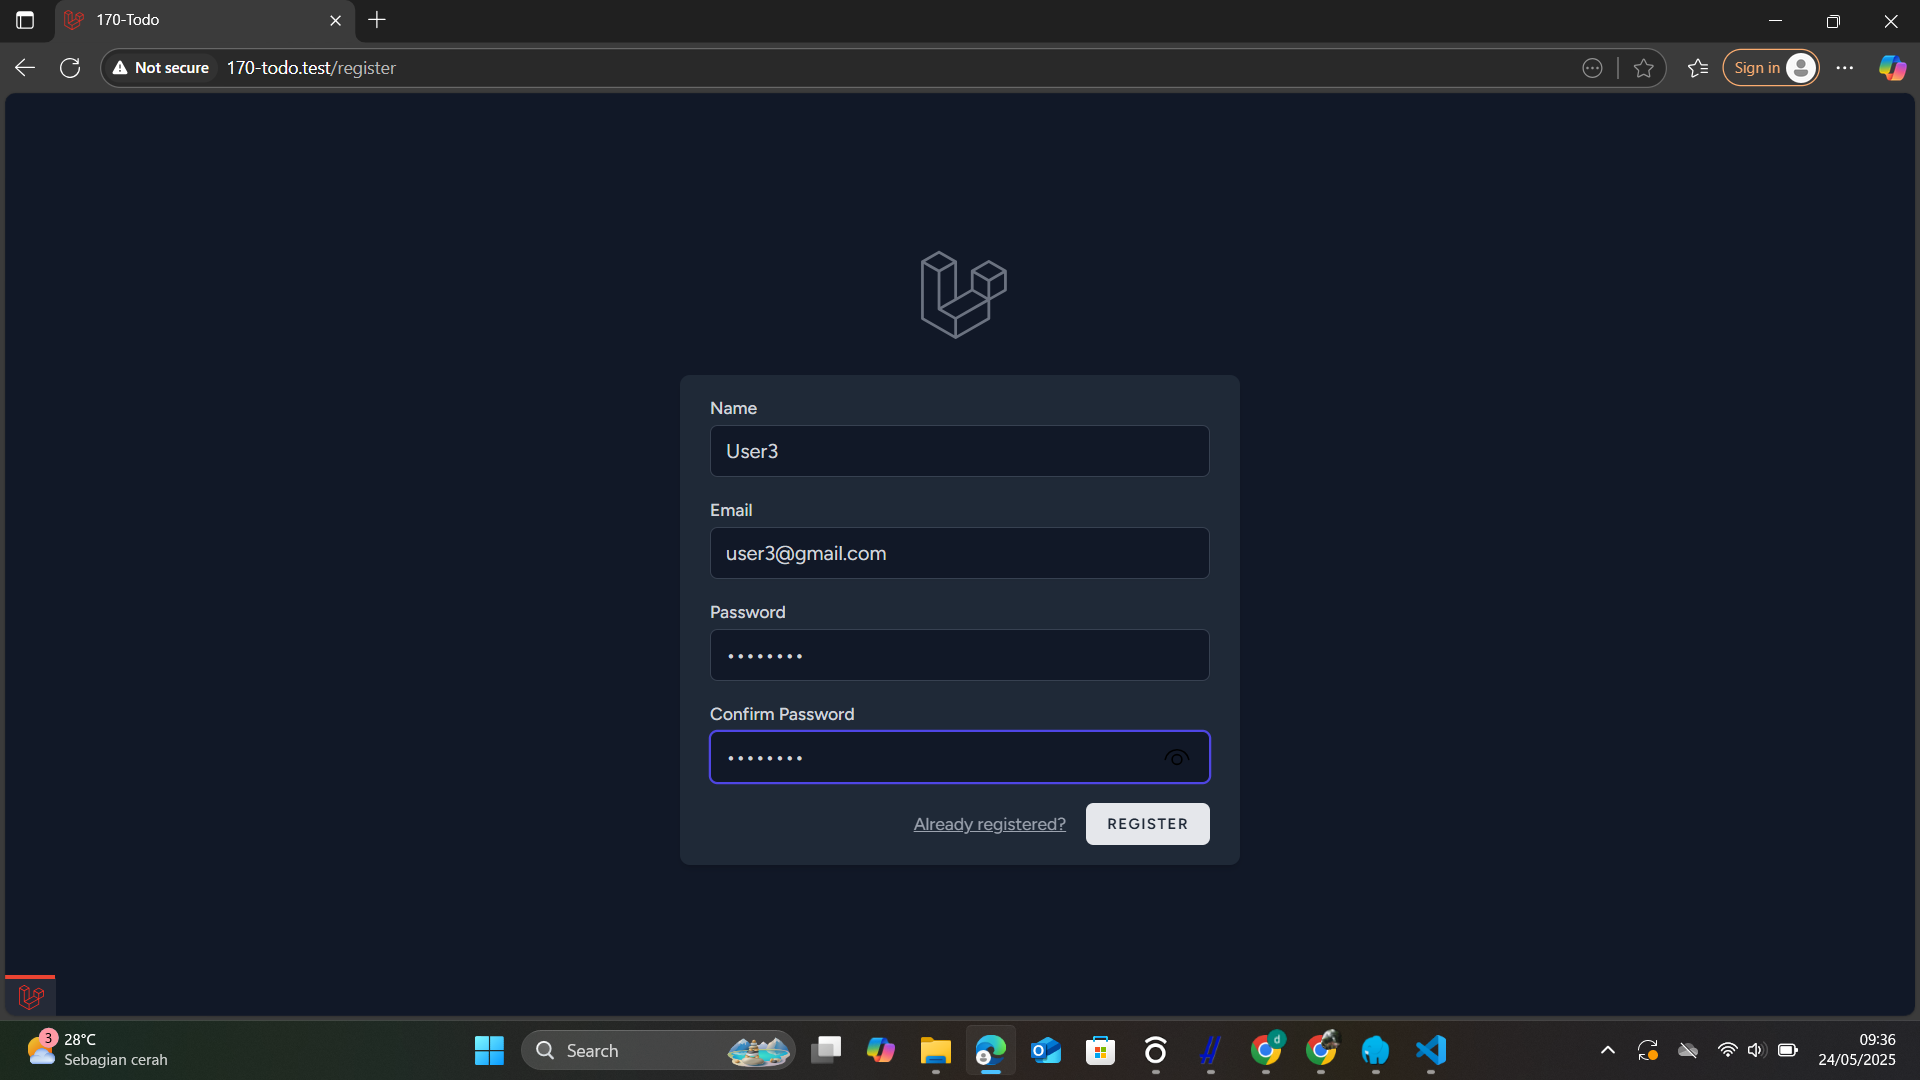 170-Todo
Not secure
170-todo.test/register
Sign in
Name
User3
Email
user3@gmail.com
Password
••••••••
Confirm Password
••••••••
Already registered?
REGISTER
3
28°C
Sebagian cerah
Search
d
09:36
24/05/2025